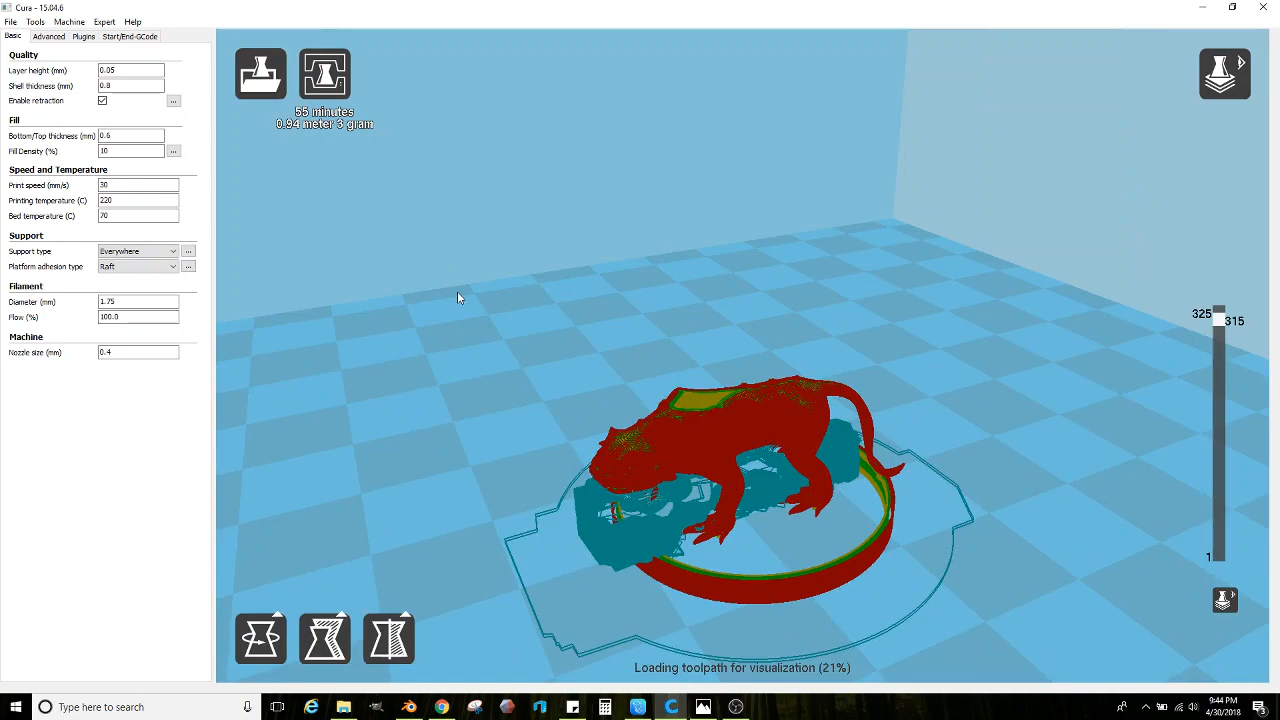 Cura - 15.04.6
File Tools Machine Expert Help
Basic Advanced Plugins Start/End-GCode
Quality
Layer height (mm) 0.05
Shell thickness (mm) 0.8
Enable retraction ...
Fill
Bottom/Top thickness (mm) 0.6
Fill Density (%) 10 ...
Speed and Temperature
Print speed (mm/s) 30
Printing temperature (C) 220
Bed temperature (C) 70
Support
Support type Everywhere ...
Platform adhesion type Raft ...
Filament
Diameter (mm) 1.75
Flow (%) 100.0
Machine
Nozzle size (mm) 0.4
55 minutes
0.94 meter 3 gram
325
315
1
Loading toolpath for visualization (21%)
Type here to search
9:44 PM
4/30/2018
3